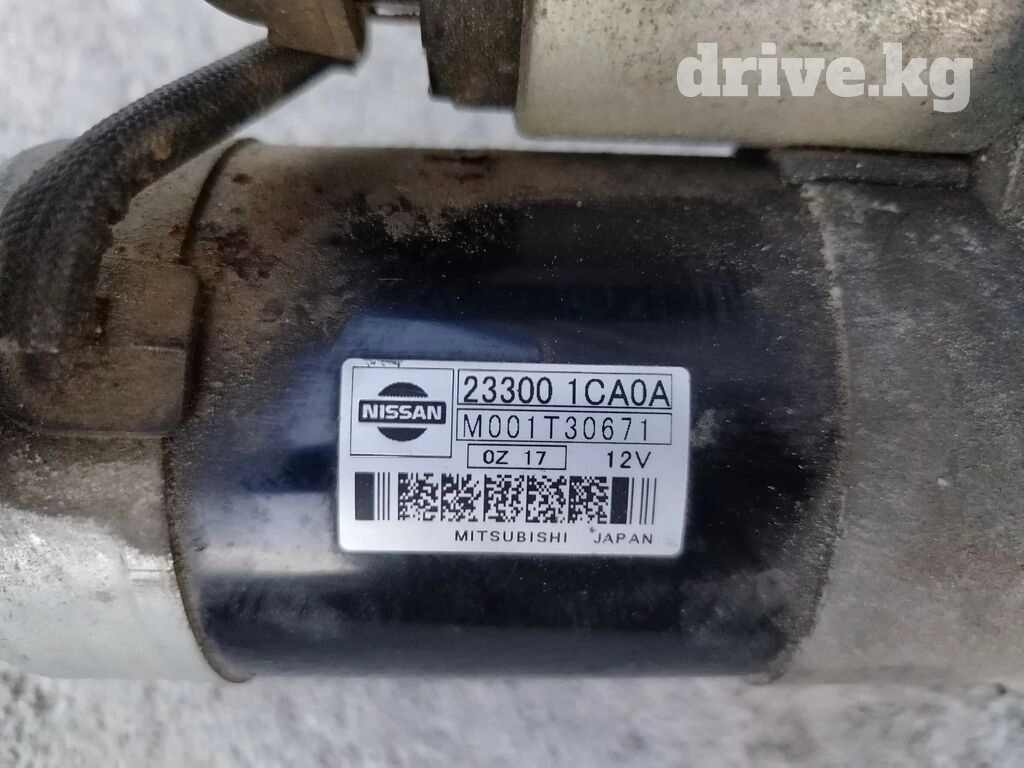 drive.kg
NISSAN
23300 1CA0A
M001T30671
0Z 17 12V
MITSUBISHI JAPAN